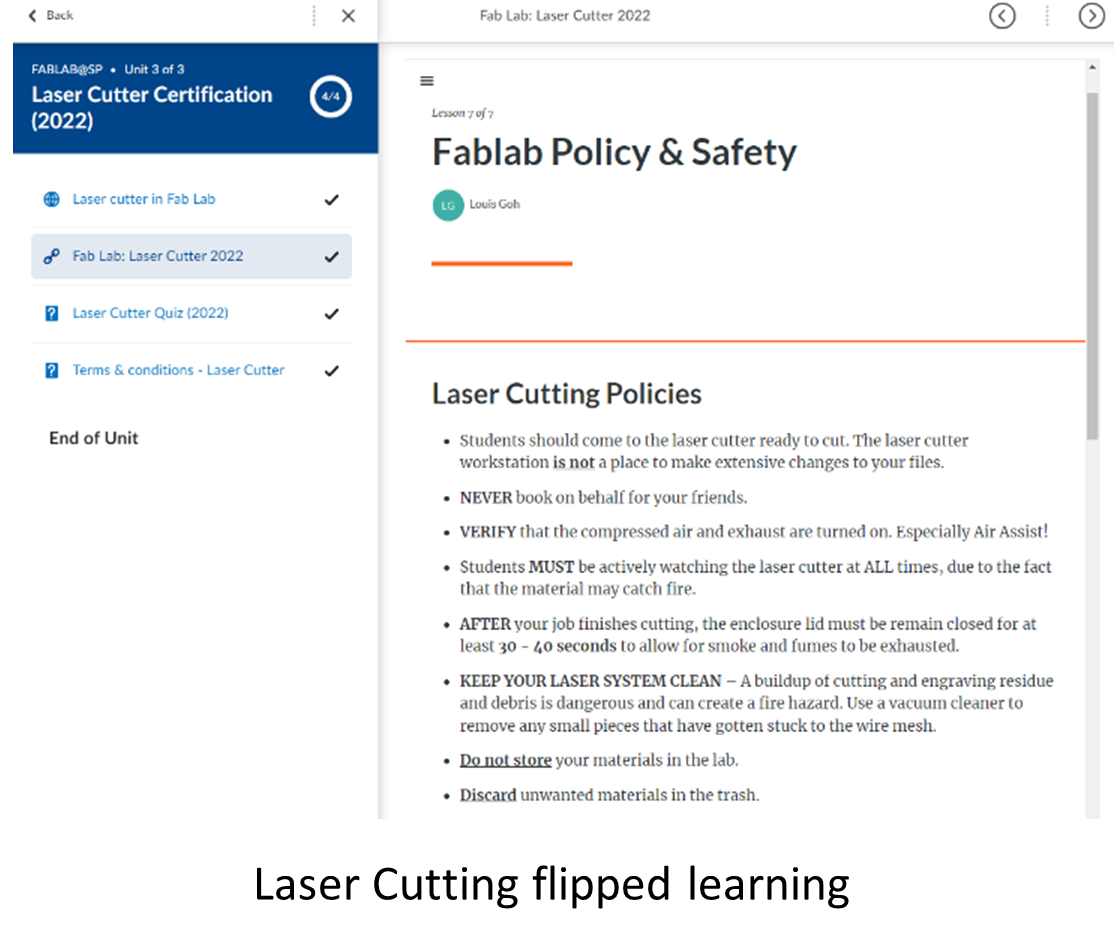 Back
Fab Lab: Laser Cutter 2022
FABLAB@SP • Unit 3 of 3
Laser Cutter Certification
(2022)
4/4
Laser cutter in Fab Lab
Fab Lab: Laser Cutter 2022
Laser Cutter Quiz (2022)
Terms & conditions - Laser Cutter
End of Unit
Lesson 7 of 7
Fablab Policy & Safety
LG
Louis Goh
Laser Cutting Policies
• Students should come to the laser cutter ready to cut. The laser cutter
workstation is not a place to make extensive changes to your files.
• NEVER book on behalf for your friends.
• VERIFY that the compressed air and exhaust are turned on. Especially Air Assist!
• Students MUST be actively watching the laser cutter at ALL times, due to the fact
that the material may catch fire.
• AFTER your job finishes cutting, the enclosure lid must be remain closed for at
least 30 - 40 seconds to allow for smoke and fumes to be exhausted.
• KEEP YOUR LASER SYSTEM CLEAN – A buildup of cutting and engraving residue
and debris is dangerous and can create a fire hazard. Use a vacuum cleaner to
remove any small pieces that have gotten stuck to the wire mesh.
• Do not store your materials in the lab.
• Discard unwanted materials in the trash.
Laser Cutting flipped learning